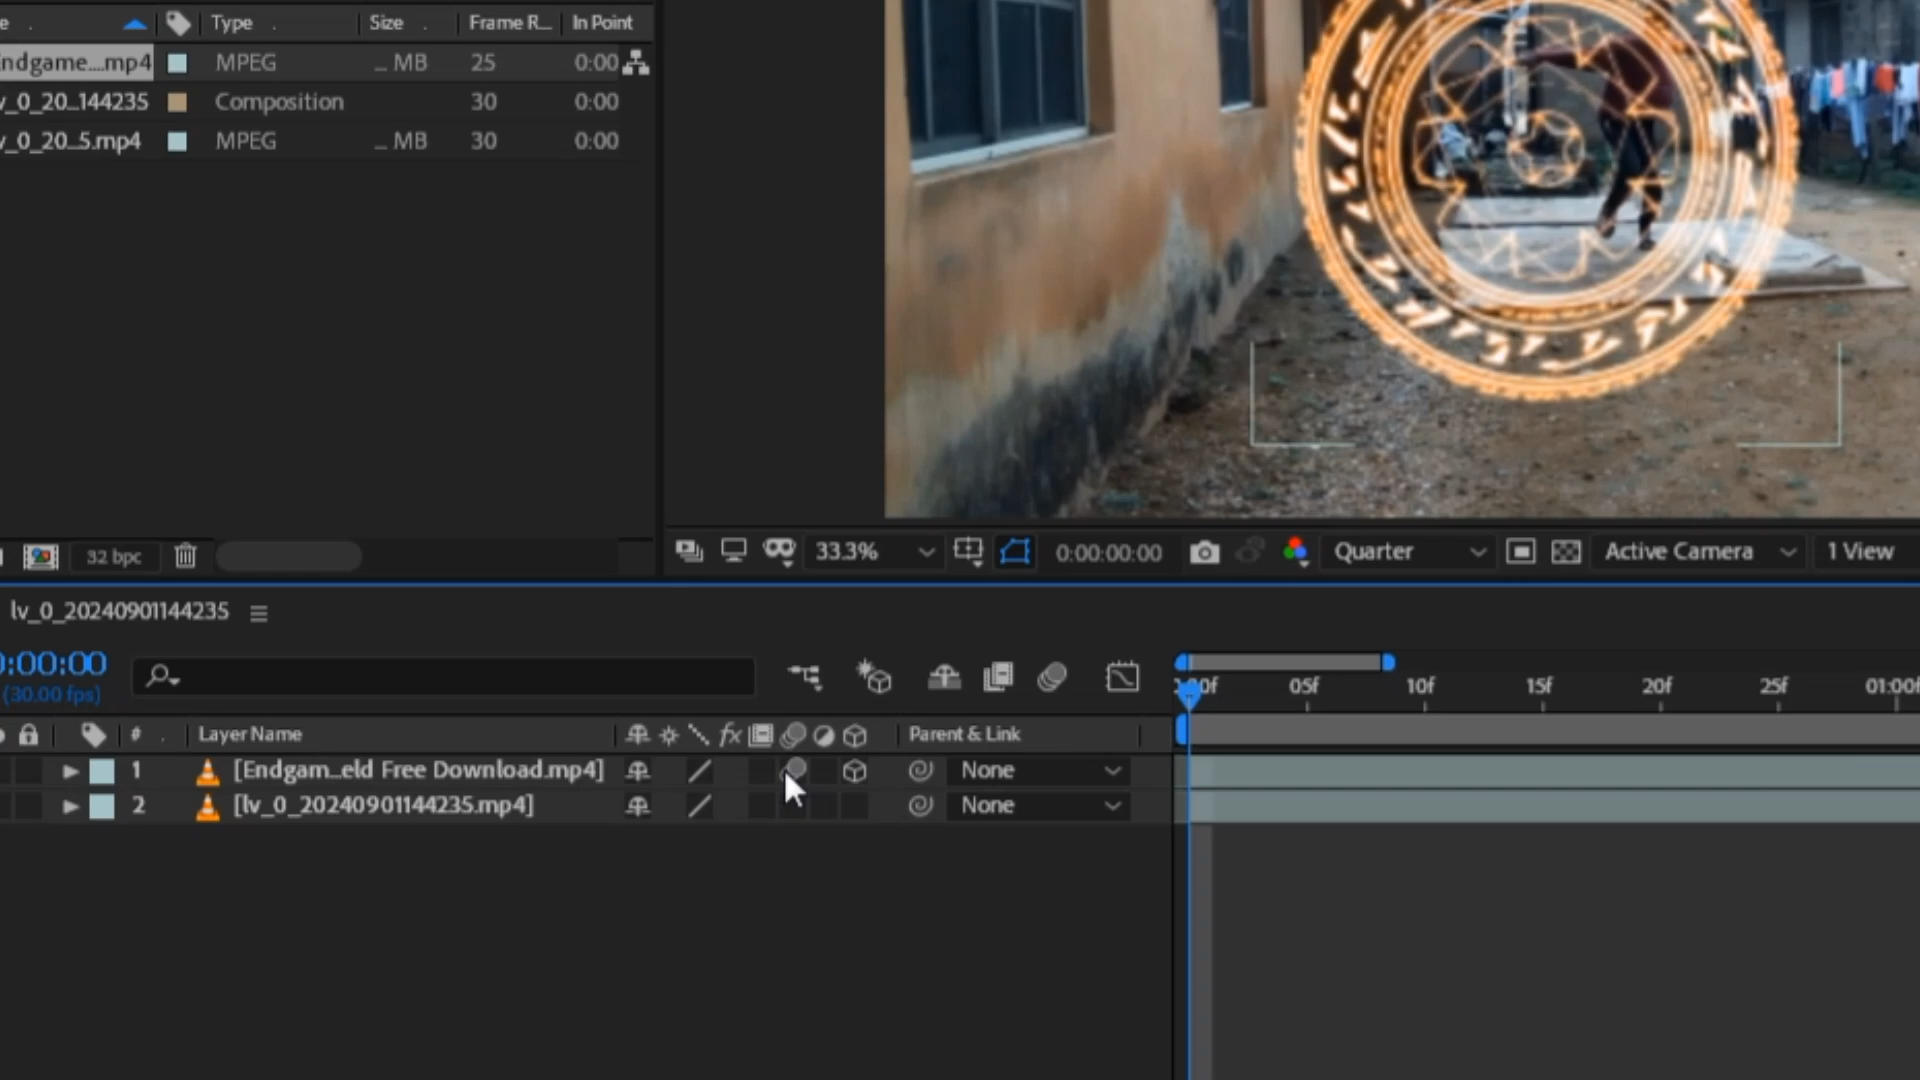 Type Size Frame R... In Point
ndgame....mp4 MPEG ... MB 25 0:00
v_0_20...144235 Composition 30 0:00
v_0_20...5.mp4 MPEG ... MB 30 0:00
32 bpc
33.3% 0:00:00:00 Quarter Active Camera 1 View
lv_0_20240901144235
0:00:00
(30.00 fps)
05f 10f 15f 20f 25f 01:00f
# Layer Name fx Parent & Link
1 [Endgam...eld Free Download.mp4] None
2 [lv_0_20240901144235.mp4] None